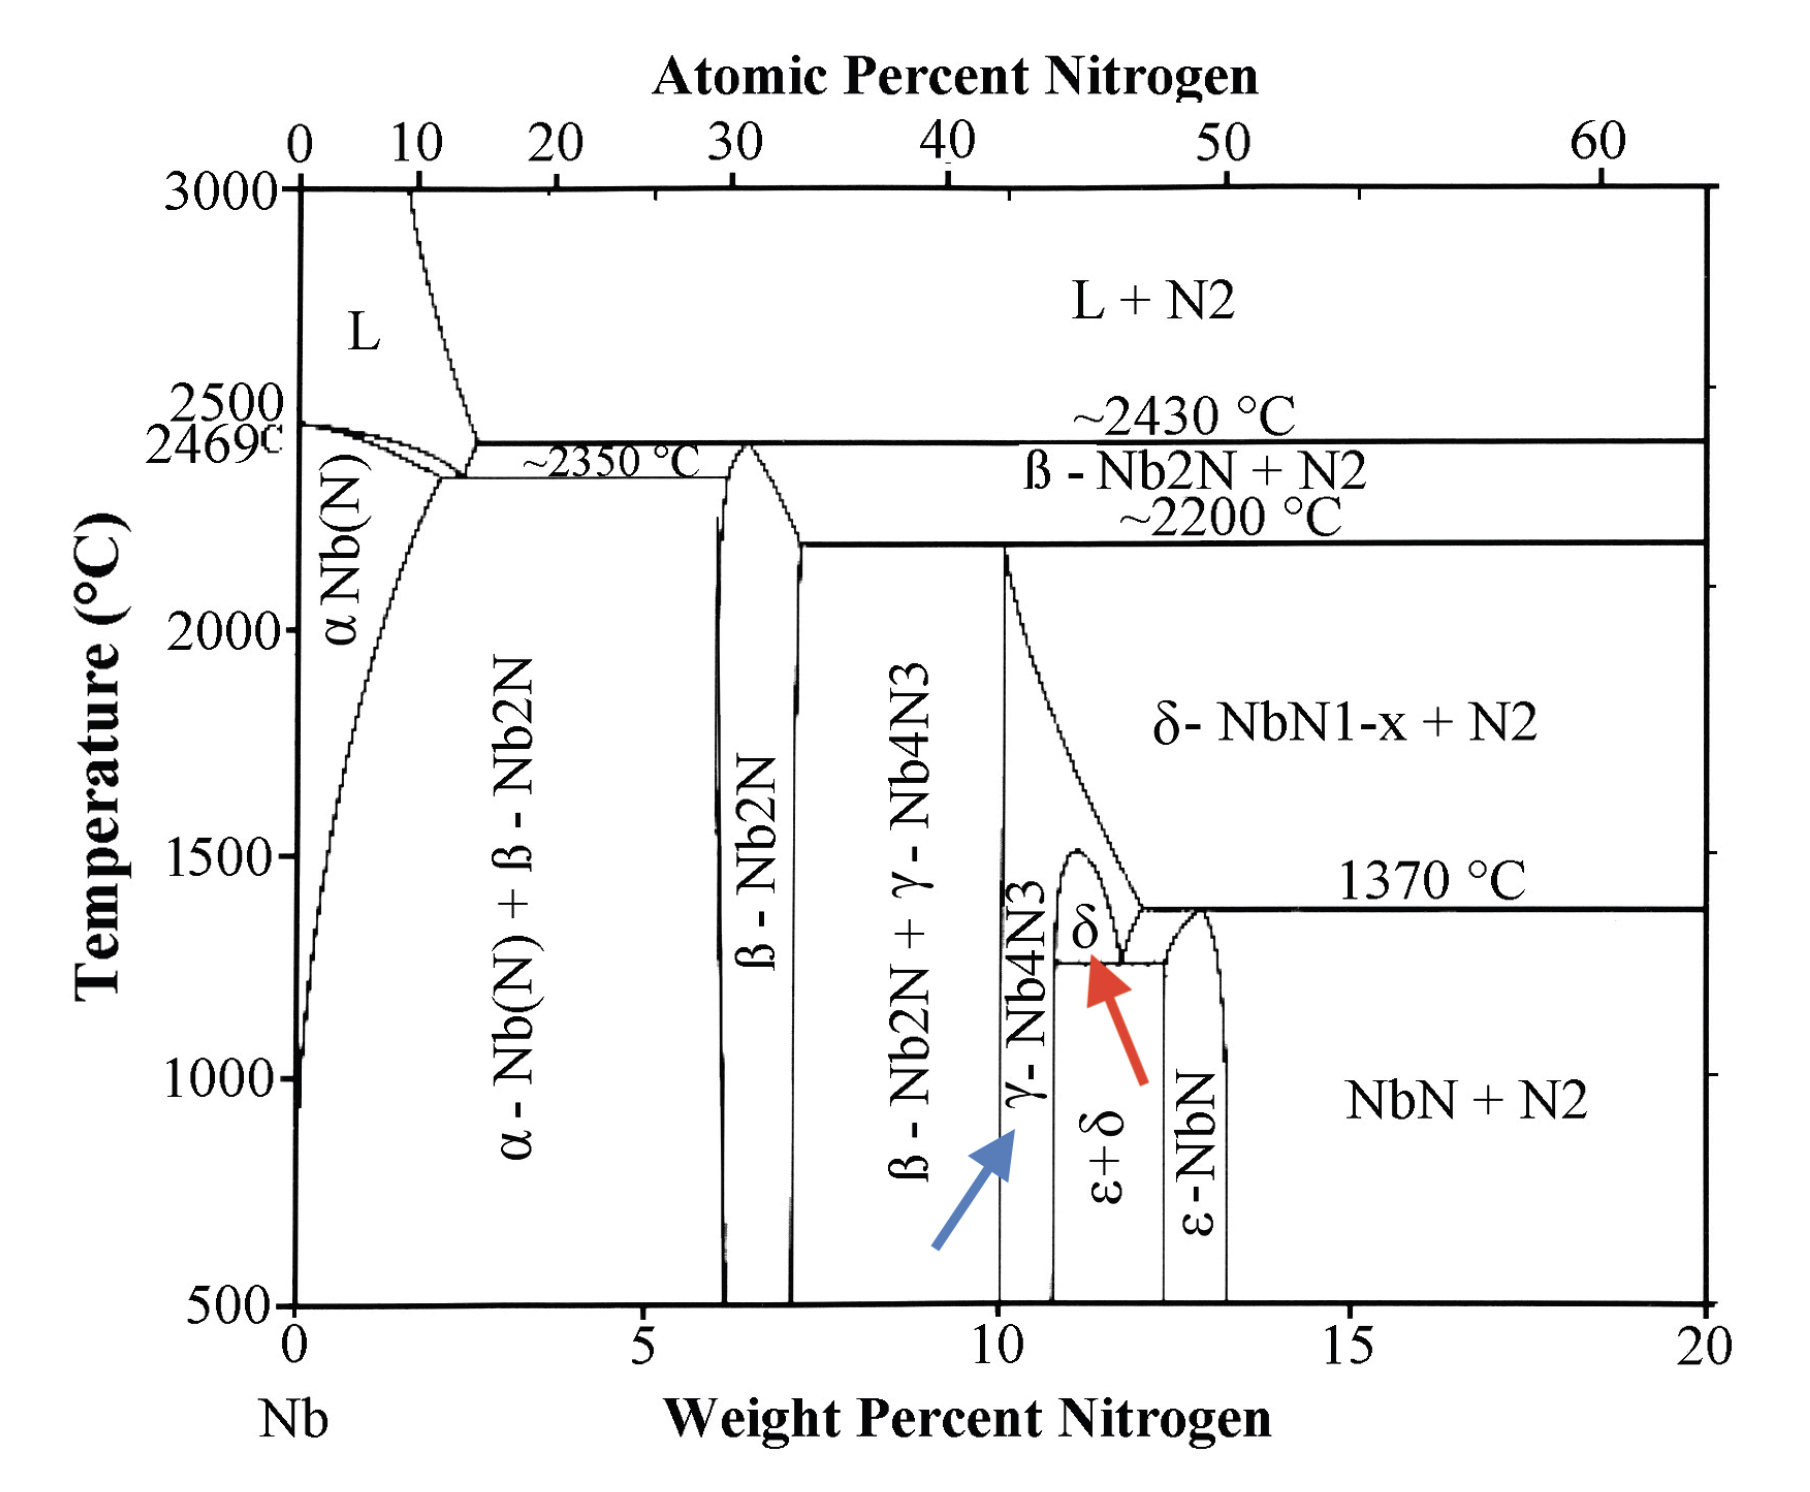 Atomic Percent Nitrogen
0 10 20 30 40 50 60
3000
L + N2
L
2500
~2430 °C
2469C
~2350 °C
ß - Nb2N + N2
~2200 °C
α Nb(N)
2000
Temperature (°C)
α - Nb(N) + ß - Nb2N
ß - Nb2N
ß - Nb2N + γ - Nb4N3
δ- NbN1-x + N2
1500
1370 °C
γ - Nb4N3
δ
1000
ε+δ
ε -NbN
NbN + N2
500
0 5 10 15 20
Nb
Weight Percent Nitrogen